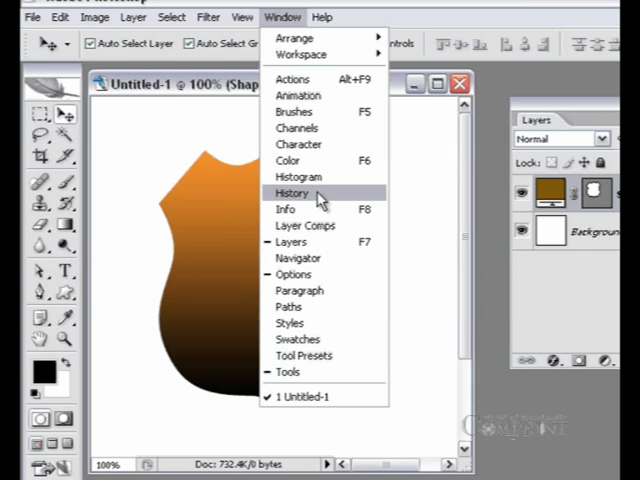 File Edit Image Layer Select Filter View Window Help
Auto Select Layer Auto Select Gr
ntrols
Arrange
Workspace
Actions Alt+F9
Animation
Brushes F5
Channels
Character
Color F6
Histogram
History
Info F8
Layer Comps
Layers F7
Navigator
Options
Paragraph
Paths
Styles
Swatches
Tool Presets
Tools
1 Untitled-1
Untitled-1 @ 100% (Shap
Layers
Normal
Lock:
S
Backgroun
T
100%
Doc: 732.4K/0 bytes